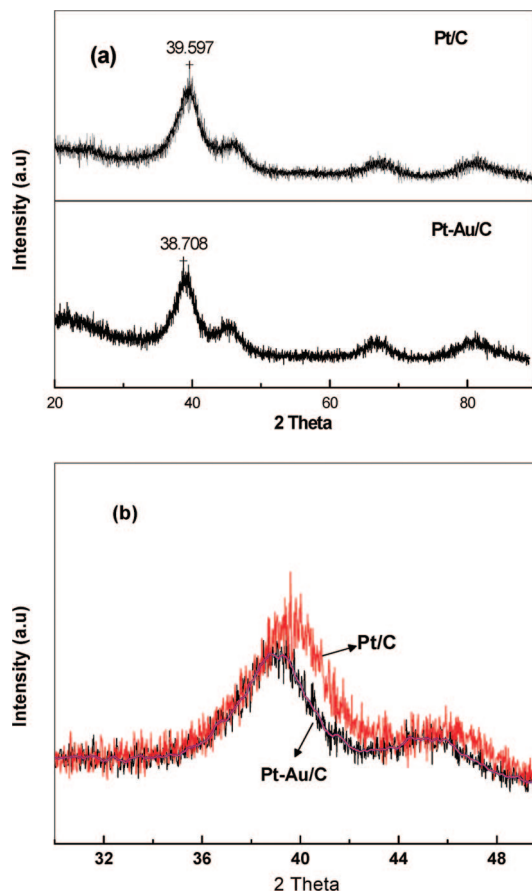 (a)
39.597
Pt/C
38.708
Pt-Au/C
Intensity (a.u)
20 40 60 80
2 Theta
(b)
Pt/C
Pt-Au/C
Intensity (a.u)
32 36 40 44 48
2 Theta